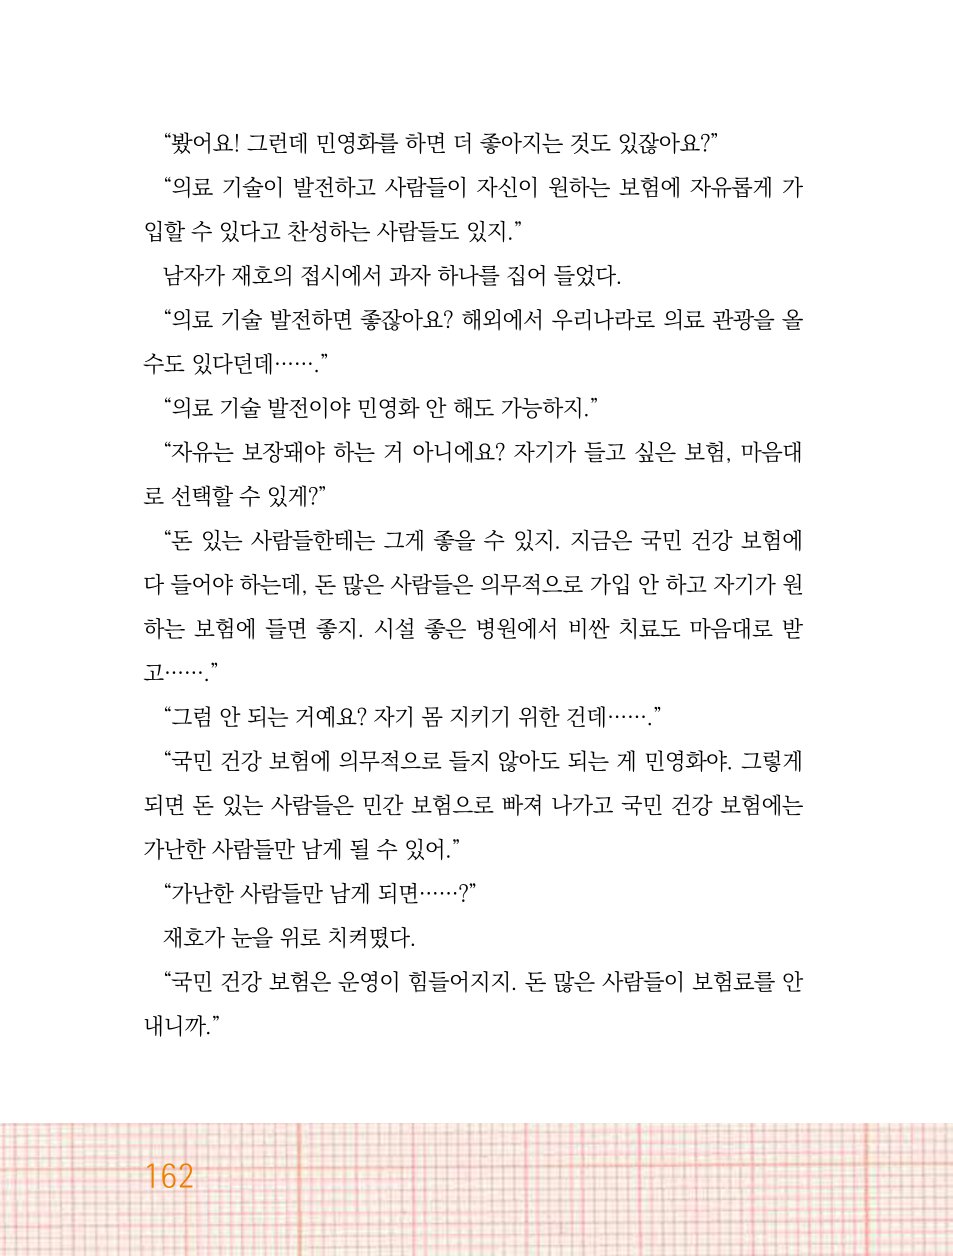 “봤어요! 그런데 민영화를 하면 더 좋아지는 것도 있잖아요?”
“의료 기술이 발전하고 사람들이 자신이 원하는 보험에 자유롭게 가
입할 수 있다고 찬성하는 사람들도 있지.”
남자가 재호의 접시에서 과자 하나를 집어 들었다.
“의료 기술 발전하면 좋잖아요? 해외에서 우리나라로 의료 관광을 올
수도 있다던데…….”
“의료 기술 발전이야 민영화 안 해도 가능하지.”
“자유는 보장돼야 하는 거 아니에요? 자기가 들고 싶은 보험, 마음대
로 선택할 수 있게?”
“돈 있는 사람들한테는 그게 좋을 수 있지. 지금은 국민 건강 보험에
다 들어야 하는데, 돈 많은 사람들은 의무적으로 가입 안 하고 자기가 원
하는 보험에 들면 좋지. 시설 좋은 병원에서 비싼 치료도 마음대로 받
고…….”
“그럼 안 되는 거예요? 자기 몸 지키기 위한 건데…….”
“국민 건강 보험에 의무적으로 들지 않아도 되는 게 민영화야. 그렇게
되면 돈 있는 사람들은 민간 보험으로 빠져 나가고 국민 건강 보험에는
가난한 사람들만 남게 될 수 있어.”
“가난한 사람들만 남게 되면……?”
재호가 눈을 위로 치켜떴다.
“국민 건강 보험은 운영이 힘들어지지. 돈 많은 사람들이 보험료를 안
내니까.”
162